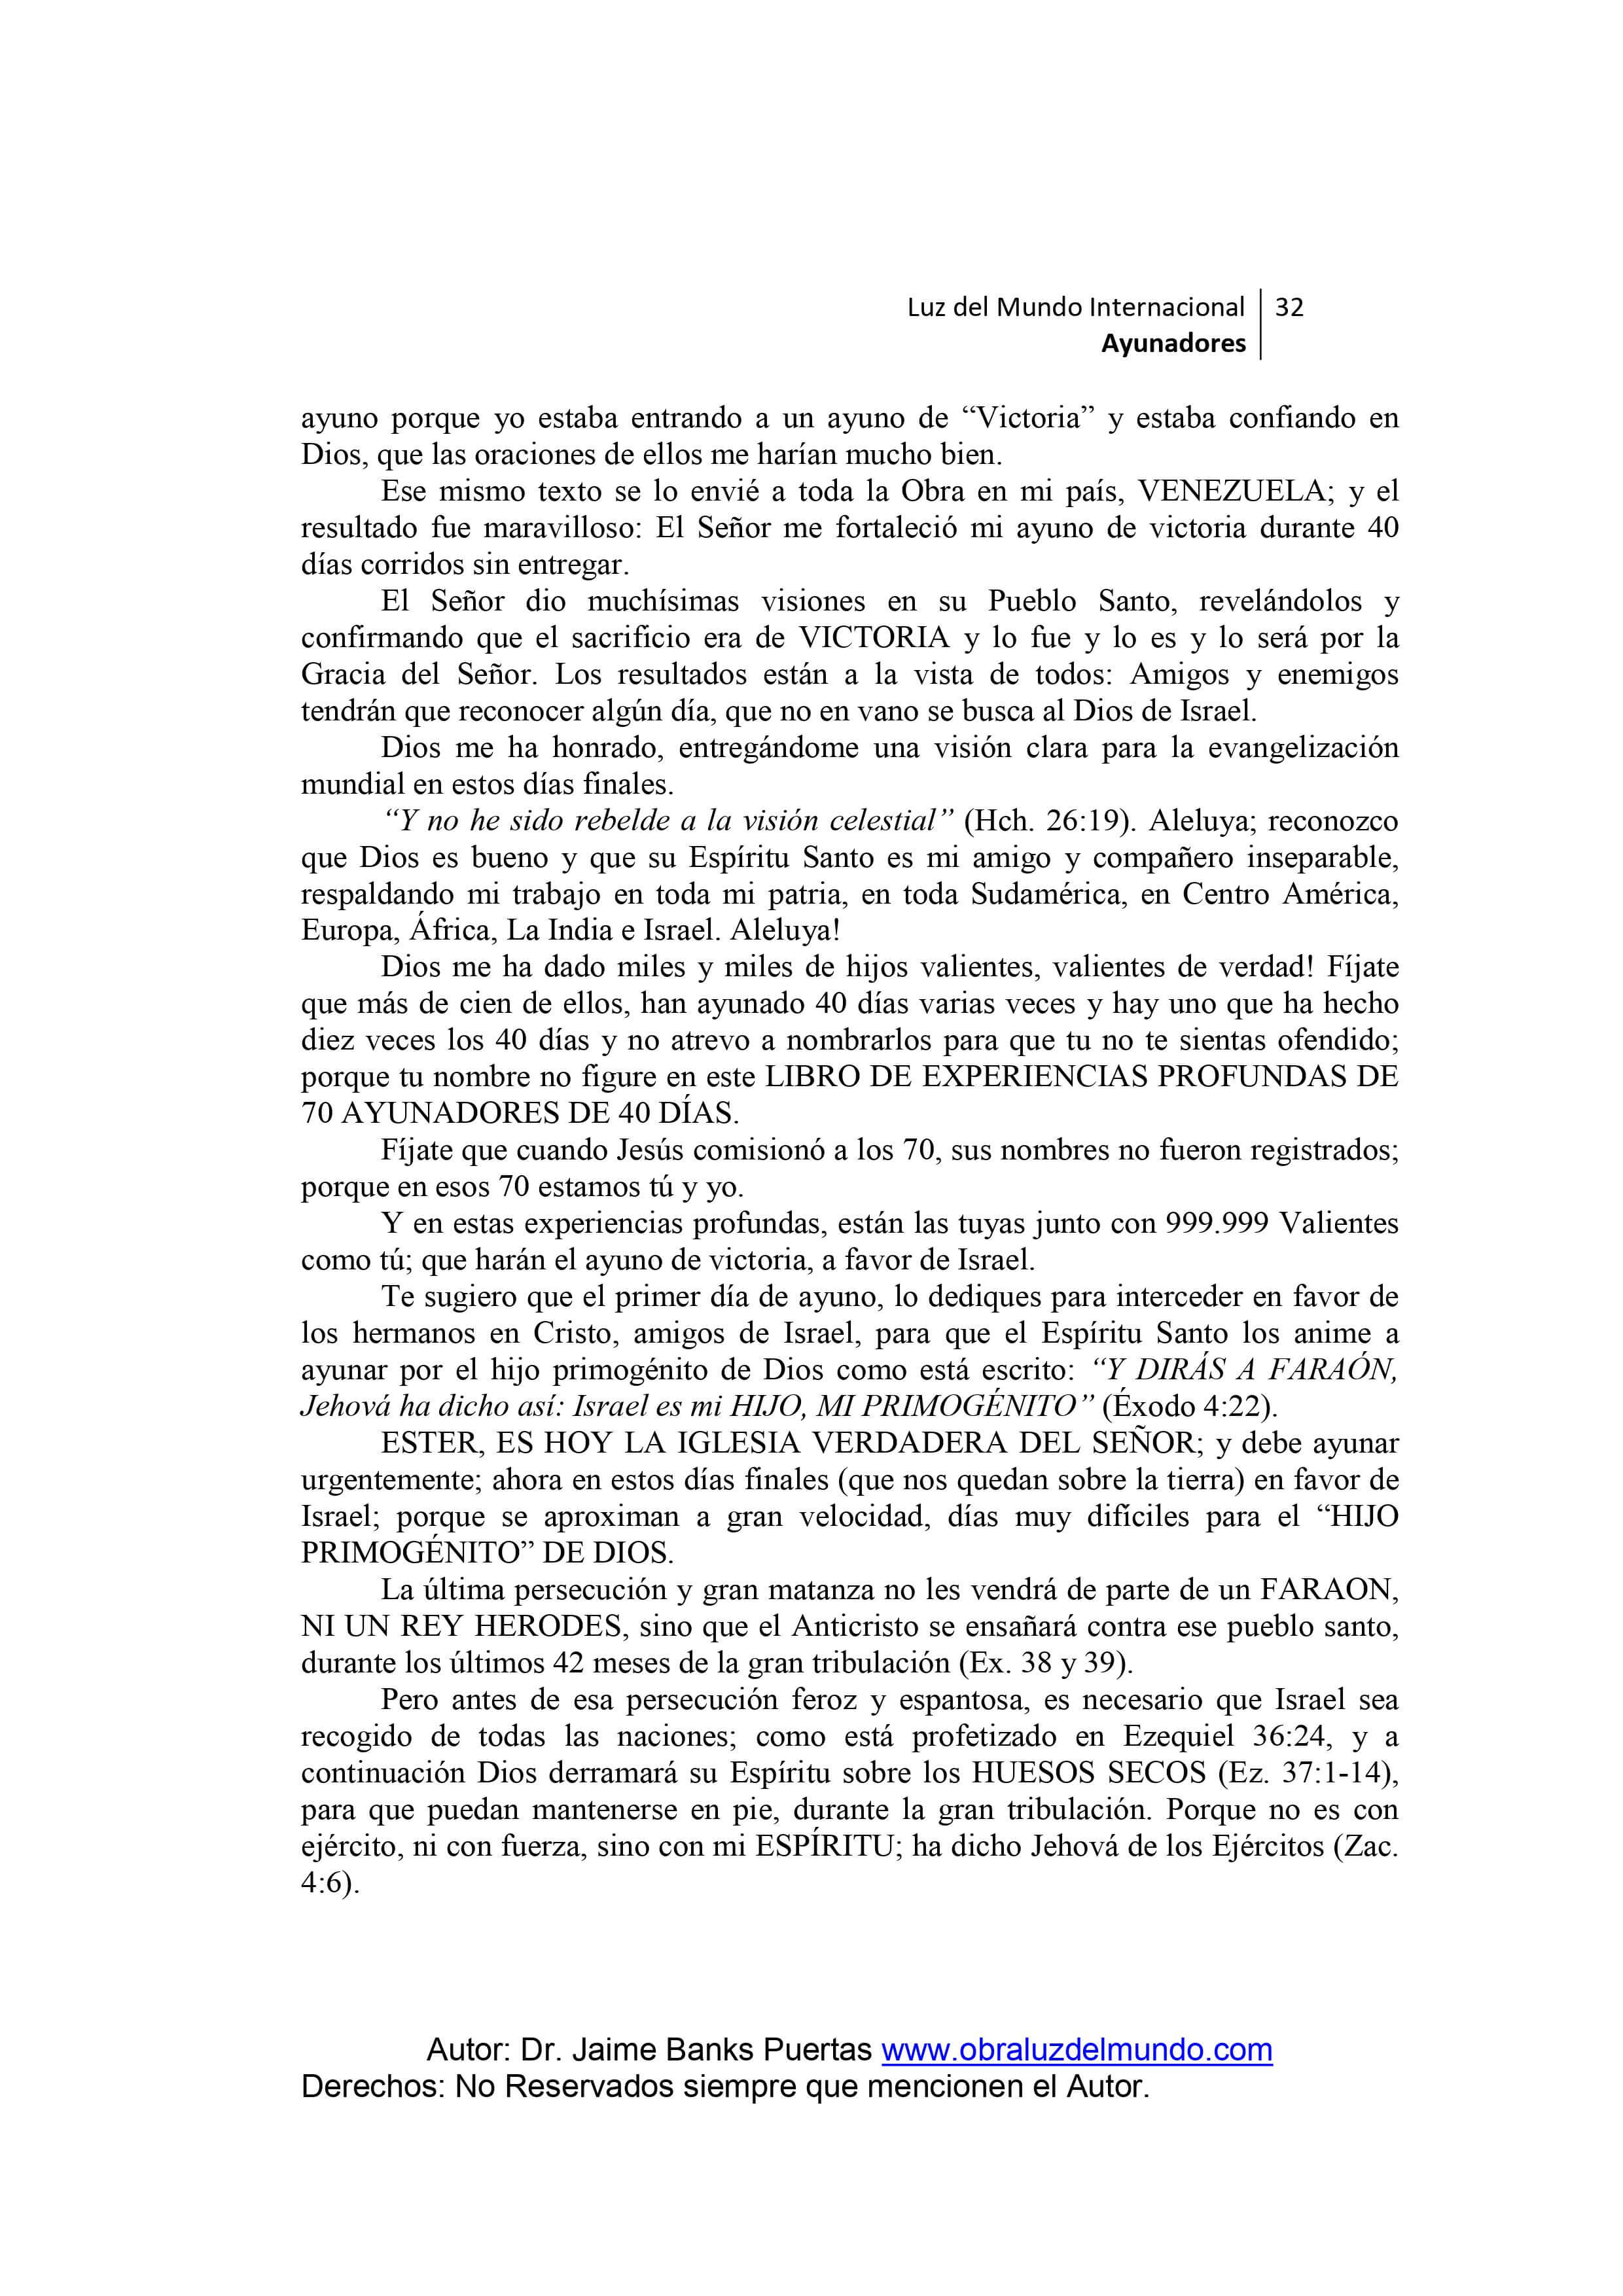 Luz del Mundo Internacional 32
Ayunadores
ayuno porque yo estaba entrando a un ayuno de “Victoria” y estaba confiando en
Dios, que las oraciones de ellos me harían mucho bien.
Ese mismo texto se lo envié a toda la Obra en mi país, VENEZUELA; y el
resultado fue maravilloso: El Señor me fortaleció mi ayuno de victoria durante 40
días corridos sin entregar.
El Señor dio muchísimas visiones en su Pueblo Santo, revelándolos y
confirmando que el sacrificio era de VICTORIA y lo fue y lo es y lo será por la
Gracia del Señor. Los resultados están a la vista de todos: Amigos y enemigos
tendrán que reconocer algún día, que no en vano se busca al Dios de Israel.
Dios me ha honrado, entregándome una visión clara para la evangelización
mundial en estos días finales.
“Y no he sido rebelde a la visión celestial” (Hch. 26:19). Aleluya; reconozco
que Dios es bueno y que su Espíritu Santo es mi amigo y compañero inseparable,
respaldando mi trabajo en toda mi patria, en toda Sudamérica, en Centro América,
Europa, África, La India e Israel. Aleluya!
Dios me ha dado miles y miles de hijos valientes, valientes de verdad! Fíjate
que más de cien de ellos, han ayunado 40 días varias veces y hay uno que ha hecho
diez veces los 40 días y no atrevo a nombrarlos para que tu no te sientas ofendido;
porque tu nombre no figure en este LIBRO DE EXPERIENCIAS PROFUNDAS DE
70 AYUNADORES DE 40 DÍAS.
Fíjate que cuando Jesús comisionó a los 70, sus nombres no fueron registrados;
porque en esos 70 estamos tú y yo.
Y en estas experiencias profundas, están las tuyas junto con 999.999 Valientes
como tú; que harán el ayuno de victoria, a favor de Israel.
Te sugiero que el primer día de ayuno, lo dediques para interceder en favor de
los hermanos en Cristo, amigos de Israel, para que el Espíritu Santo los anime a
ayunar por el hijo primogénito de Dios como está escrito: “Y DIRÁS A FARAÓN,
Jehová ha dicho así: Israel es mi HIJO, MI PRIMOGÉNITO” (Éxodo 4:22).
ESTER, ES HOY LA IGLESIA VERDADERA DEL SEÑOR; y debe ayunar
urgentemente; ahora en estos días finales (que nos quedan sobre la tierra) en favor de
Israel; porque se aproximan a gran velocidad, días muy difíciles para el “HIJO
PRIMOGÉNITO” DE DIOS.
La última persecución y gran matanza no les vendrá de parte de un FARAON,
NI UN REY HERODES, sino que el Anticristo se ensañará contra ese pueblo santo,
durante los últimos 42 meses de la gran tribulación (Ex. 38 y 39).
Pero antes de esa persecución feroz y espantosa, es necesario que Israel sea
recogido de todas las naciones; como está profetizado en Ezequiel 36:24, y a
continuación Dios derramará su Espíritu sobre los HUESOS SECOS (Ez. 37:1-14),
para que puedan mantenerse en pie, durante la gran tribulación. Porque no es con
ejército, ni con fuerza, sino con mi ESPÍRITU; ha dicho Jehová de los Ejércitos (Zac.
4:6).
Autor: Dr. Jaime Banks Puertas www.obraluzdelmundo.com
Derechos: No Reservados siempre que mencionen el Autor.